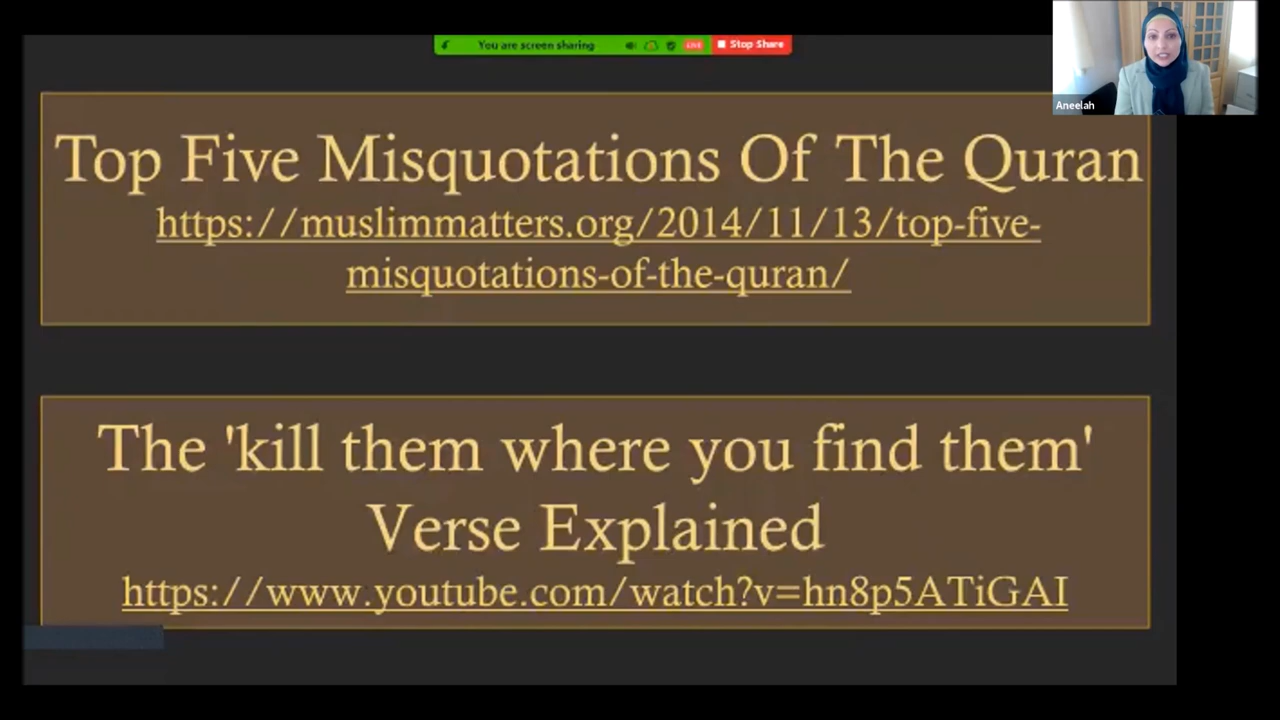 You are screen sharing
LIVE
Stop Share
Aneelah
Top Five Misquotations Of The Quran
https://muslimmatters.org/2014/11/13/top-five-
misquotations-of-the-quran/
The 'kill them where you find them'
Verse Explained
https://www.youtube.com/watch?v=hn8p5ATiGAI